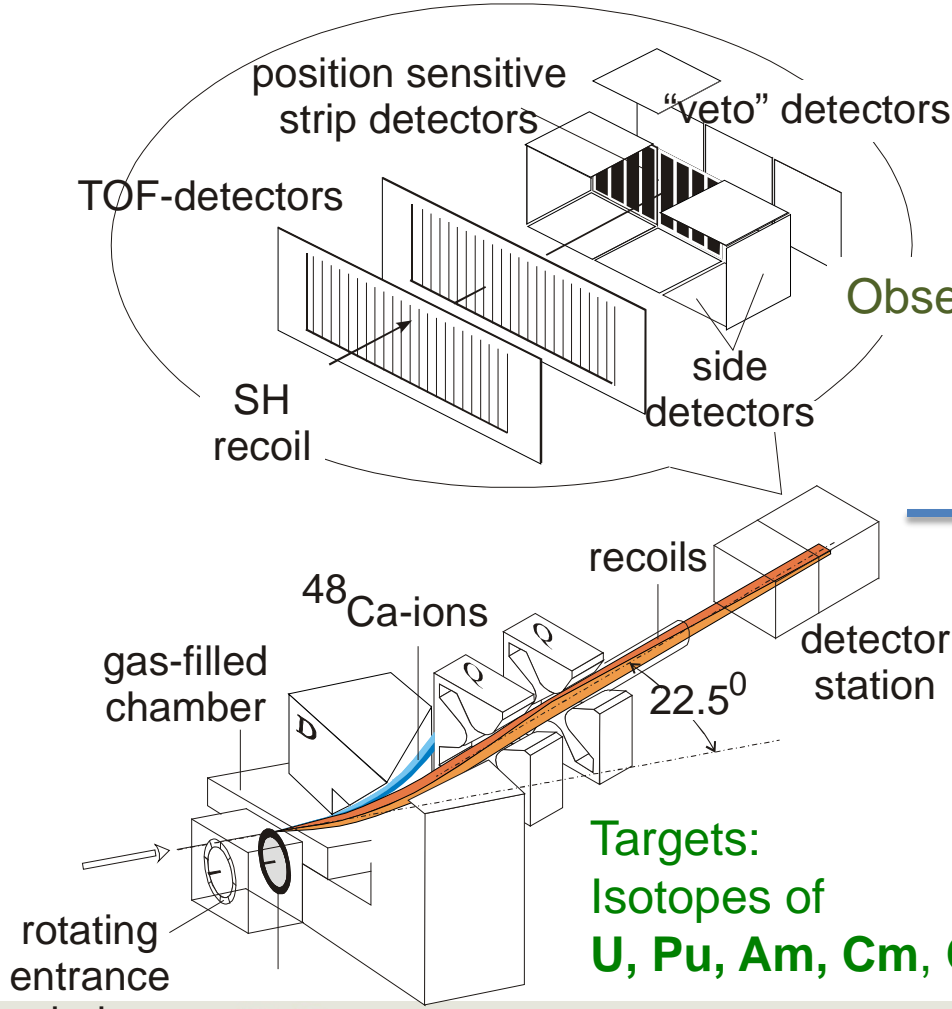 position sensitive
strip detectors
“veto” detectors
TOF-detectors
side
detectors
SH
recoil
recoils
48Ca-ions
gas-filled
chamber
detector
station
22.5⁰
D
Q
Q
Targets:
Isotopes of
U, Pu, Am, Cm,
rotating
entrance